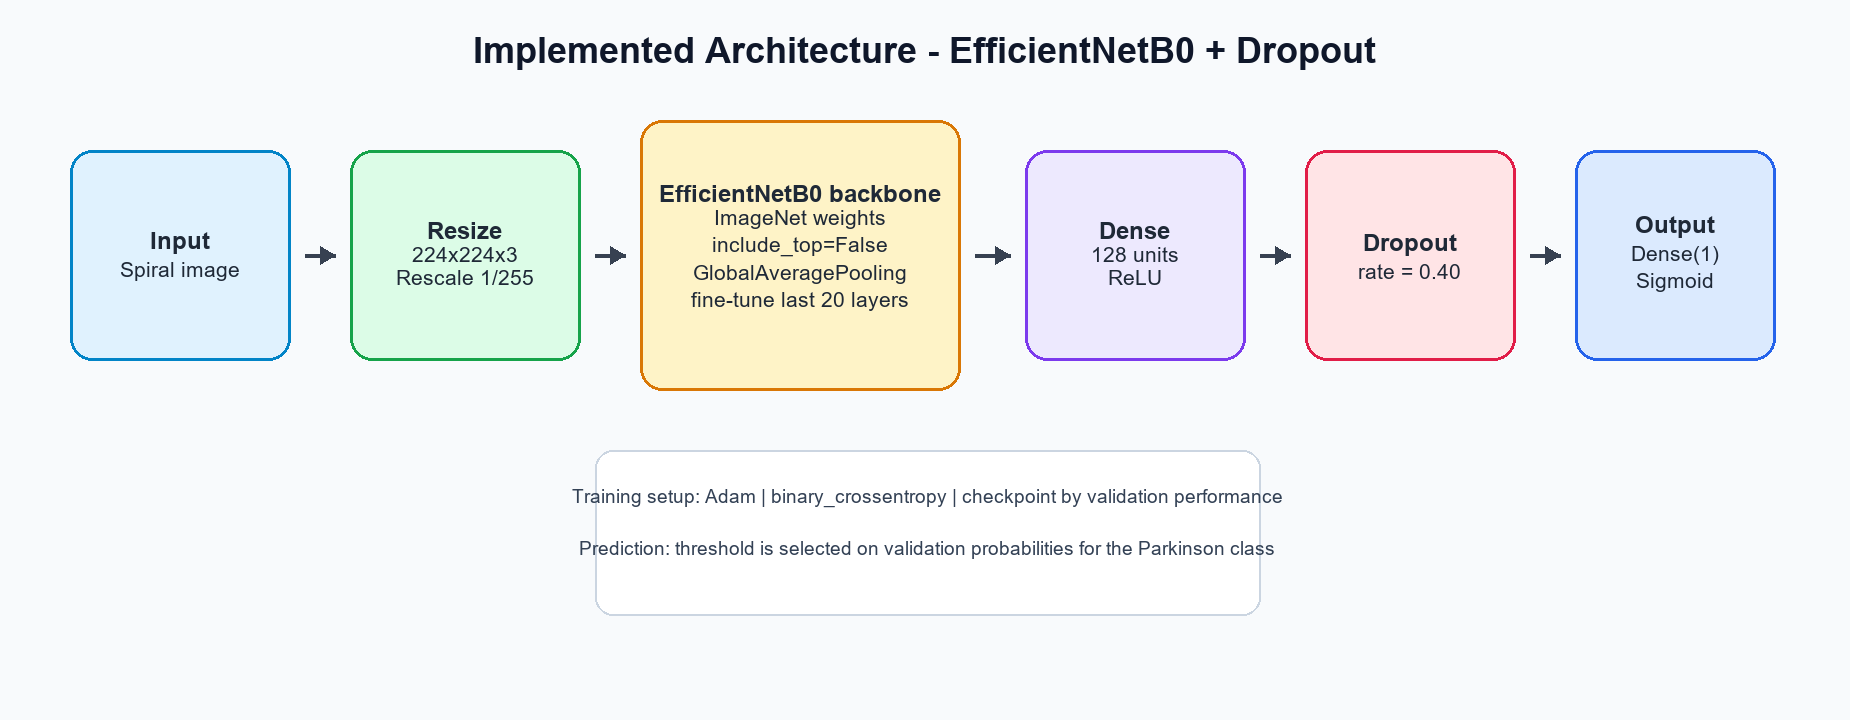 Implemented Architecture - EfficientNetB0 + Dropout
Input
Spiral image
Resize
224x224x3
Rescale 1/255
EfficientNetB0 backbone
ImageNet weights
include_top=False
GlobalAveragePooling
fine-tune last 20 layers
Dense
128 units
ReLU
Dropout
rate = 0.40
Output
Dense(1)
Sigmoid
Training setup: Adam | binary_crossentropy | checkpoint by validation performance
Prediction: threshold is selected on validation probabilities for the Parkinson class